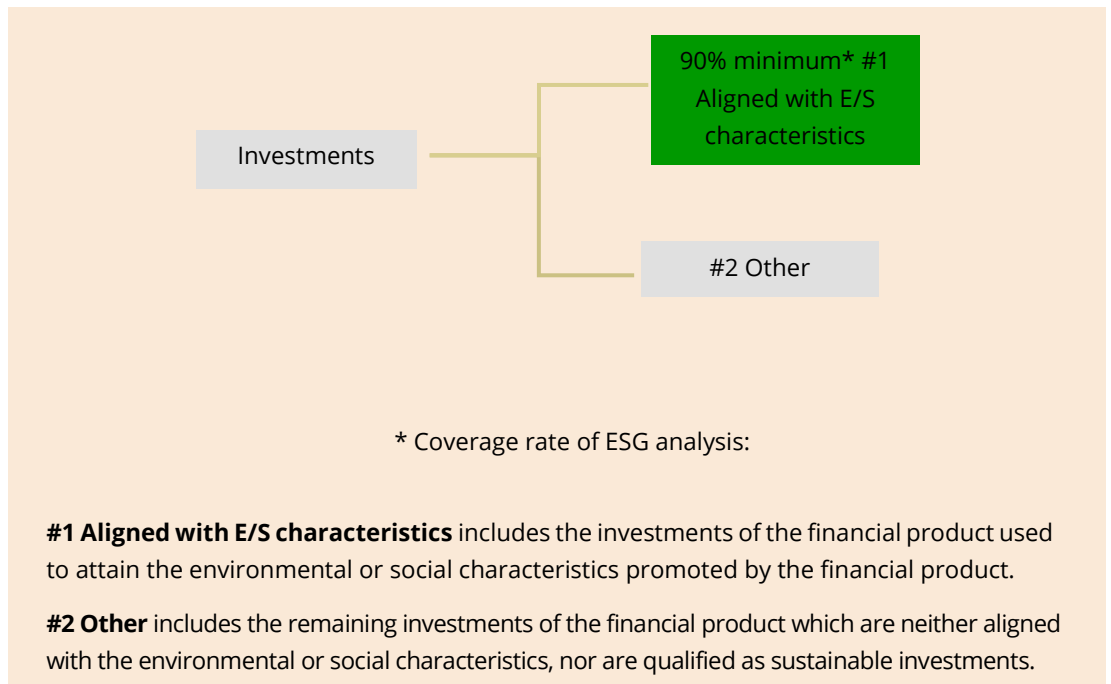 90% minimum* #1
Aligned with E/S
characteristics
Investments
#2 Other
* Coverage rate of ESG analysis:
#1 Aligned with E/S characteristics includes the investments of the financial product used
to attain the environmental or social characteristics promoted by the financial product.
#2 Other includes the remaining investments of the financial product which are neither aligned
with the environmental or social characteristics, nor are qualified as sustainable investments.